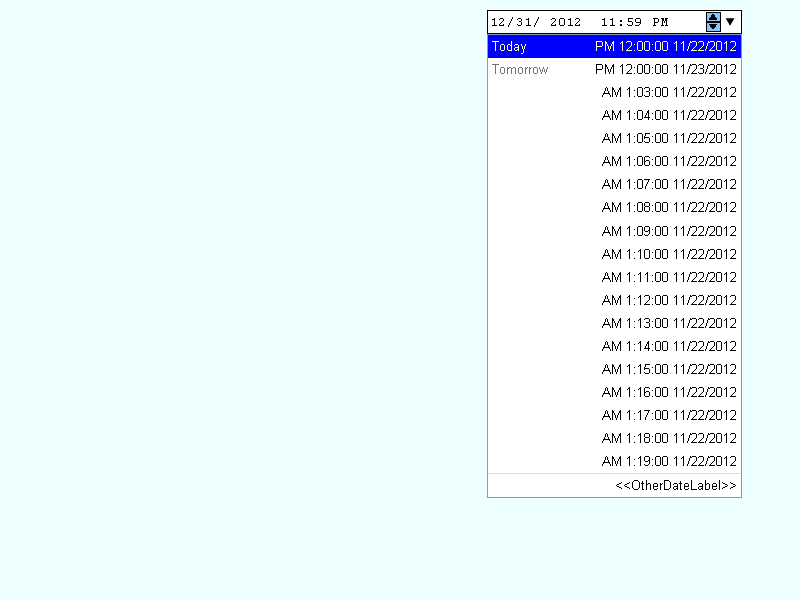 12/31/ 2012 11:59 PM
Today PM 12:00:00 11/22/2012
Tomorrow PM 12:00:00 11/23/2012
AM 1:03:00 11/22/2012
AM 1:04:00 11/22/2012
AM 1:05:00 11/22/2012
AM 1:06:00 11/22/2012
AM 1:07:00 11/22/2012
AM 1:08:00 11/22/2012
AM 1:09:00 11/22/2012
AM 1:10:00 11/22/2012
AM 1:11:00 11/22/2012
AM 1:12:00 11/22/2012
AM 1:13:00 11/22/2012
AM 1:14:00 11/22/2012
AM 1:15:00 11/22/2012
AM 1:16:00 11/22/2012
AM 1:17:00 11/22/2012
AM 1:18:00 11/22/2012
AM 1:19:00 11/22/2012
<<OtherDateLabel>>